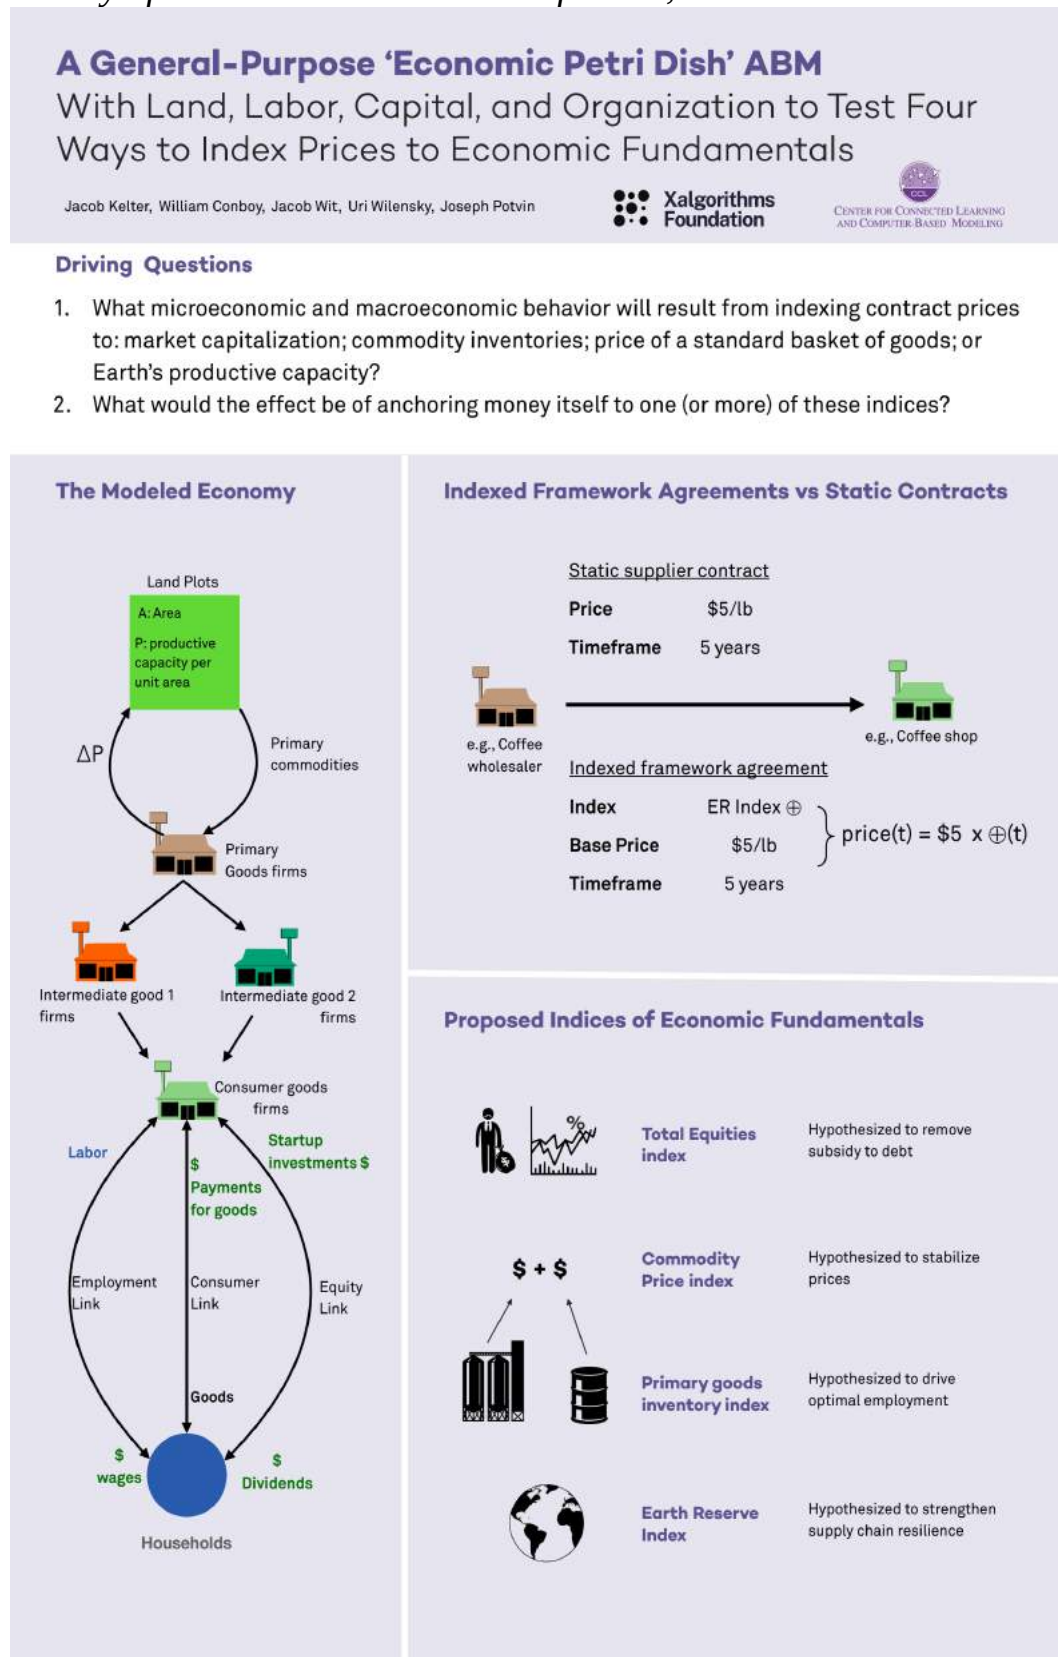 A General-Purpose ‘Economic Petri Dish’ ABM
With Land, Labor, Capital, and Organization to Test Four
Ways to Index Prices to Economic Fundamentals
Jacob Kelter, William Conboy, Jacob Wit, Uri Wilensky, Joseph Potvin
Xalgorithms
Foundation
CCL
CENTER FOR CONNECTED LEARNING
AND COMPUTER-BASED MODELING
Driving Questions
1. What microeconomic and macroeconomic behavior will result from indexing contract prices
to: market capitalization; commodity inventories; price of a standard basket of goods; or
Earth’s productive capacity?
2. What would the effect be of anchoring money itself to one (or more) of these indices?
The Modeled Economy
Land Plots
A: Area
P: productive
capacity per
unit area
ΔP
Primary
commodities
Primary
Goods firms
Intermediate good 1
firms
Intermediate good 2
firms
Consumer goods
firms
Labor
$
Payments
for goods
Startup
investments $
Employment
Link
Consumer
Link
Equity
Link
Goods
$
wages
$
Dividends
Households
Indexed Framework Agreements vs Static Contracts
Static supplier contract
Price $5/lb
Timeframe 5 years
e.g., Coffee
wholesaler
e.g., Coffee shop
Indexed framework agreement
Index ER Index ⊕
Base Price $5/lb
Timeframe 5 years
price(t) = $5 x ⊕(t)
Proposed Indices of Economic Fundamentals
%
$
Total Equities
index
Hypothesized to remove
subsidy to debt
$ + $
Commodity
Price index
Hypothesized to stabilize
prices
Primary goods
inventory index
Hypothesized to drive
optimal employment
Earth Reserve
Index
Hypothesized to strengthen
supply chain resilience